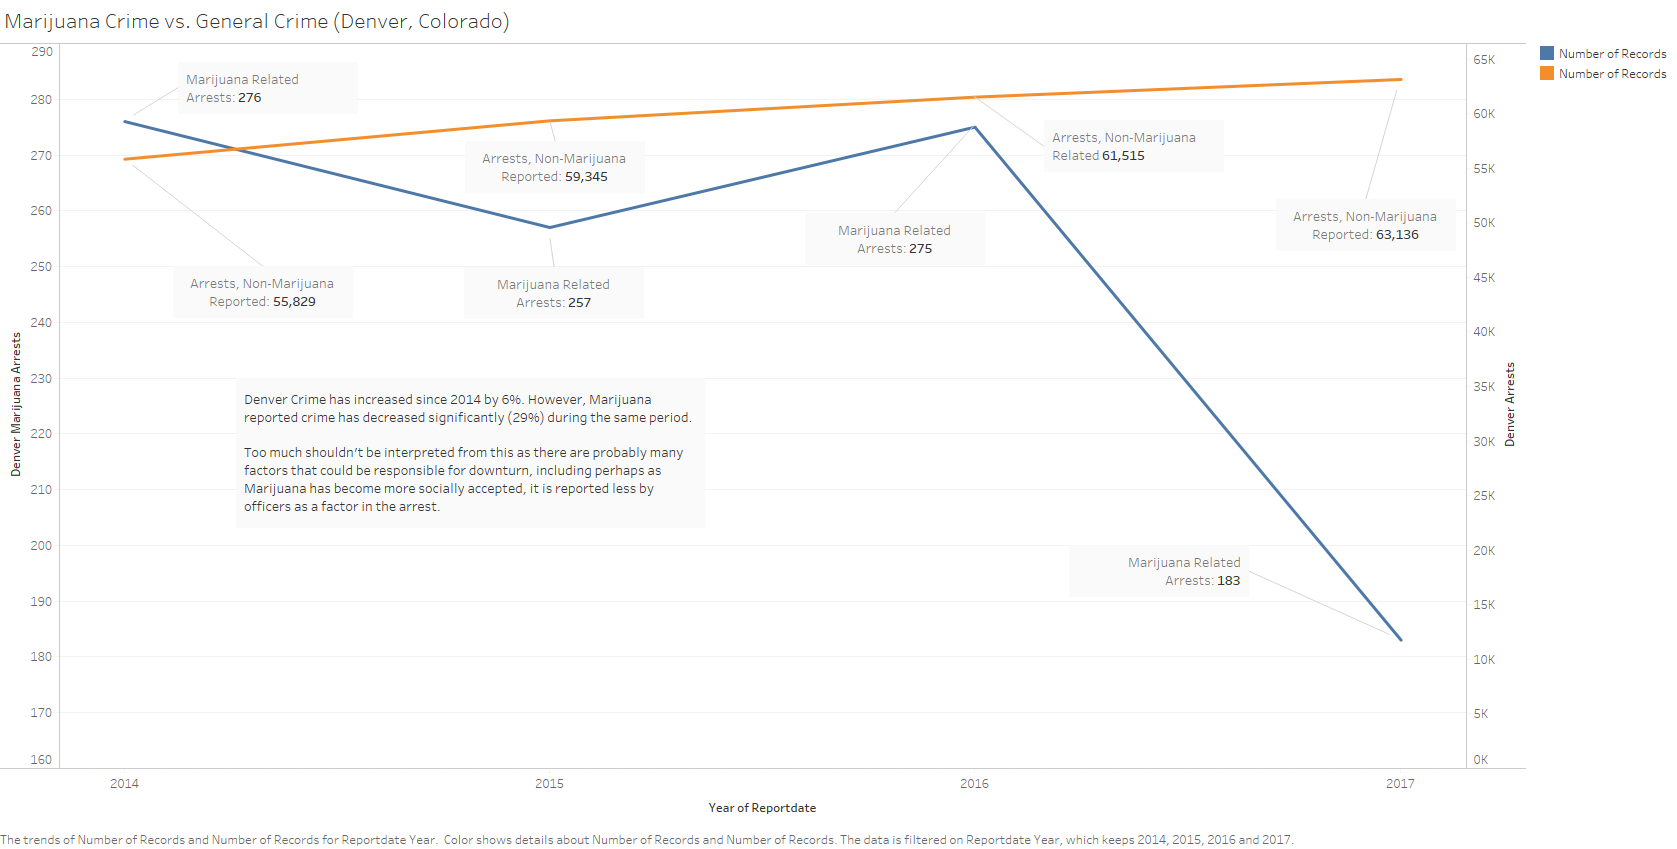 Marijuana Crime vs. General Crime (Denver, Colorado)
Number of Records
Number of Records
290
280
270
260
250
240
230
220
210
200
190
180
170
160
Denver Marijuana Arrests
65K
60K
55K
50K
45K
40K
35K
30K
25K
20K
15K
10K
5K
0K
Denver Arrests
Marijuana Related
Arrests: 276
Arrests, Non-Marijuana
Reported: 55,829
Arrests, Non-Marijuana
Reported: 59,345
Marijuana Related
Arrests: 257
Marijuana Related
Arrests: 275
Arrests, Non-Marijuana
Related 61,515
Arrests, Non-Marijuana
Reported: 63,136
Marijuana Related
Arrests: 183
Denver Crime has increased since 2014 by 6%. However, Marijuana
reported crime has decreased significantly (29%) during the same period.
Too much shouldn't be interpreted from this as there are probably many
factors that could be responsible for downturn, including perhaps as
Marijuana has become more socially accepted, it is reported less by
officers as a factor in the arrest.
2014
2015
2016
2017
Year of Reportdate
The trends of Number of Records and Number of Records for Reportdate Year. Color shows details about Number of Records and Number of Records. The data is filtered on Reportdate Year, which keeps 2014, 2015, 2016 and 2017.